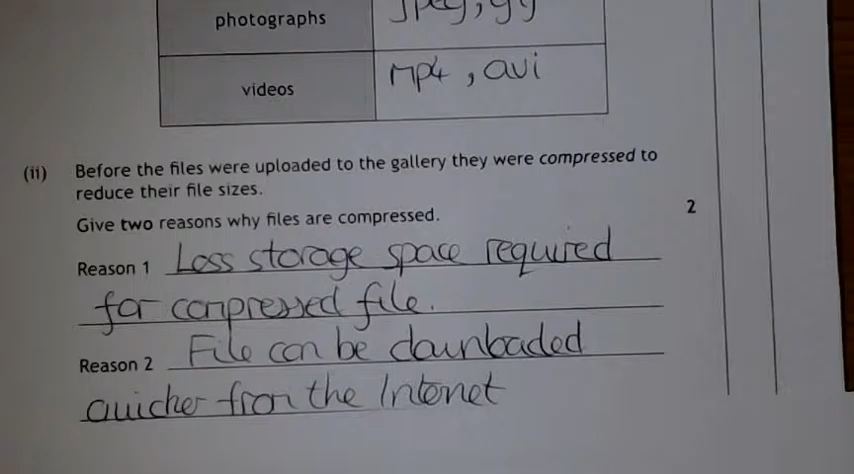 photographs Jpeg, gif
videos mp4, avi
(ii) Before the files were uploaded to the gallery they were compressed to
reduce their file sizes.
Give two reasons why files are compressed.
2
Reason 1 Less storage space required
for compressed file.
Reason 2 File can be downloaded
quicker from the Internet